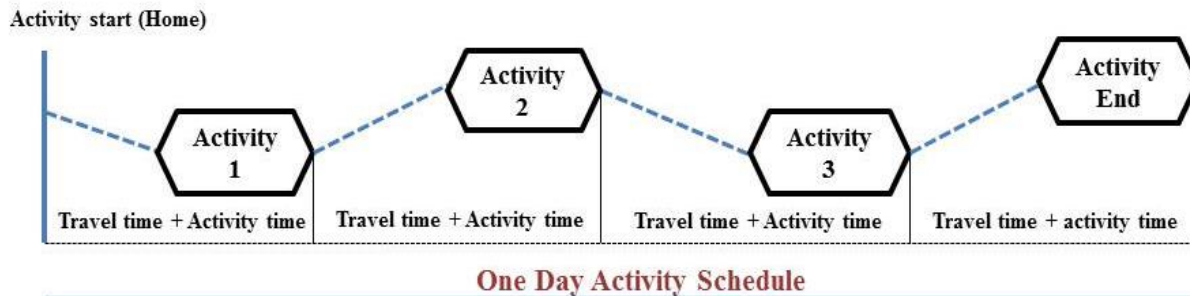 Activity start (Home)
Activity
1
Activity
2
Activity
3
Activity
End
Travel time + Activity time
Travel time + Activity time
Travel time + Activity time
Travel time + activity time
One Day Activity Schedule